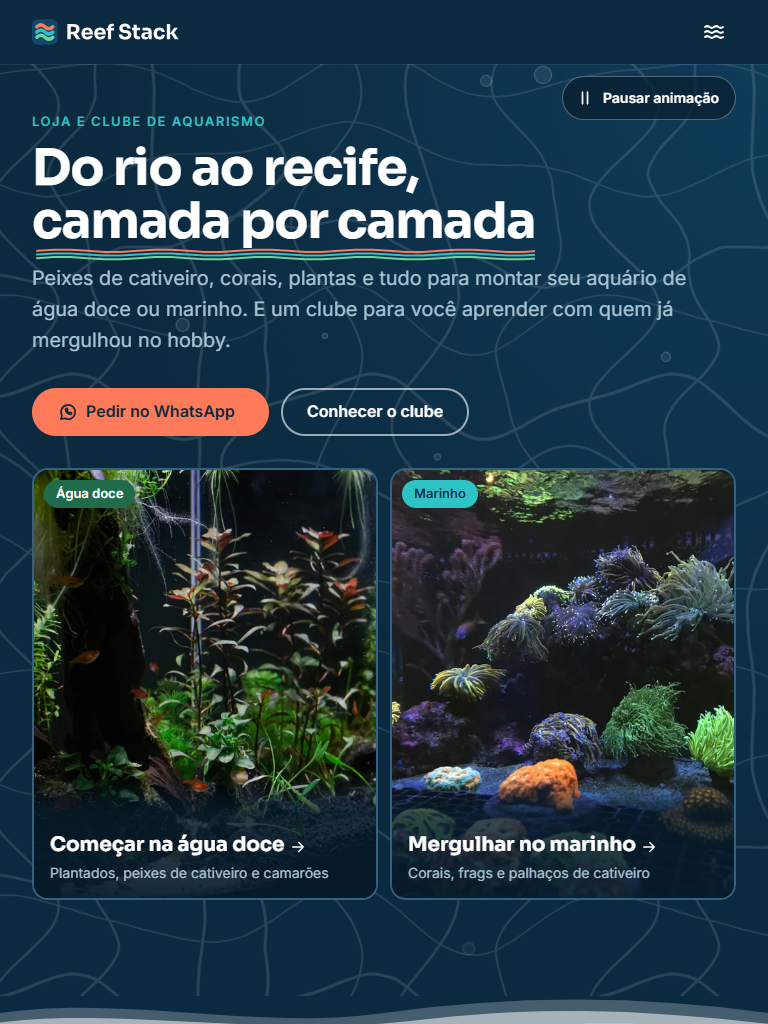 Reef Stack
Pausar animação
LOJA E CLUBE DE AQUARISMO
Do rio ao recife,
camada por camada
Peixes de cativeiro, corais, plantas e tudo para montar seu aquário de
água doce ou marinho. E um clube para você aprender com quem já
mergulhou no hobby.
Pedir no WhatsApp
Conhecer o clube
Água doce
Marinho
Começar na água doce →
Plantados, peixes de cativeiro e camarões
Mergulhar no marinho →
Corais, frags e palhaços de cativeiro